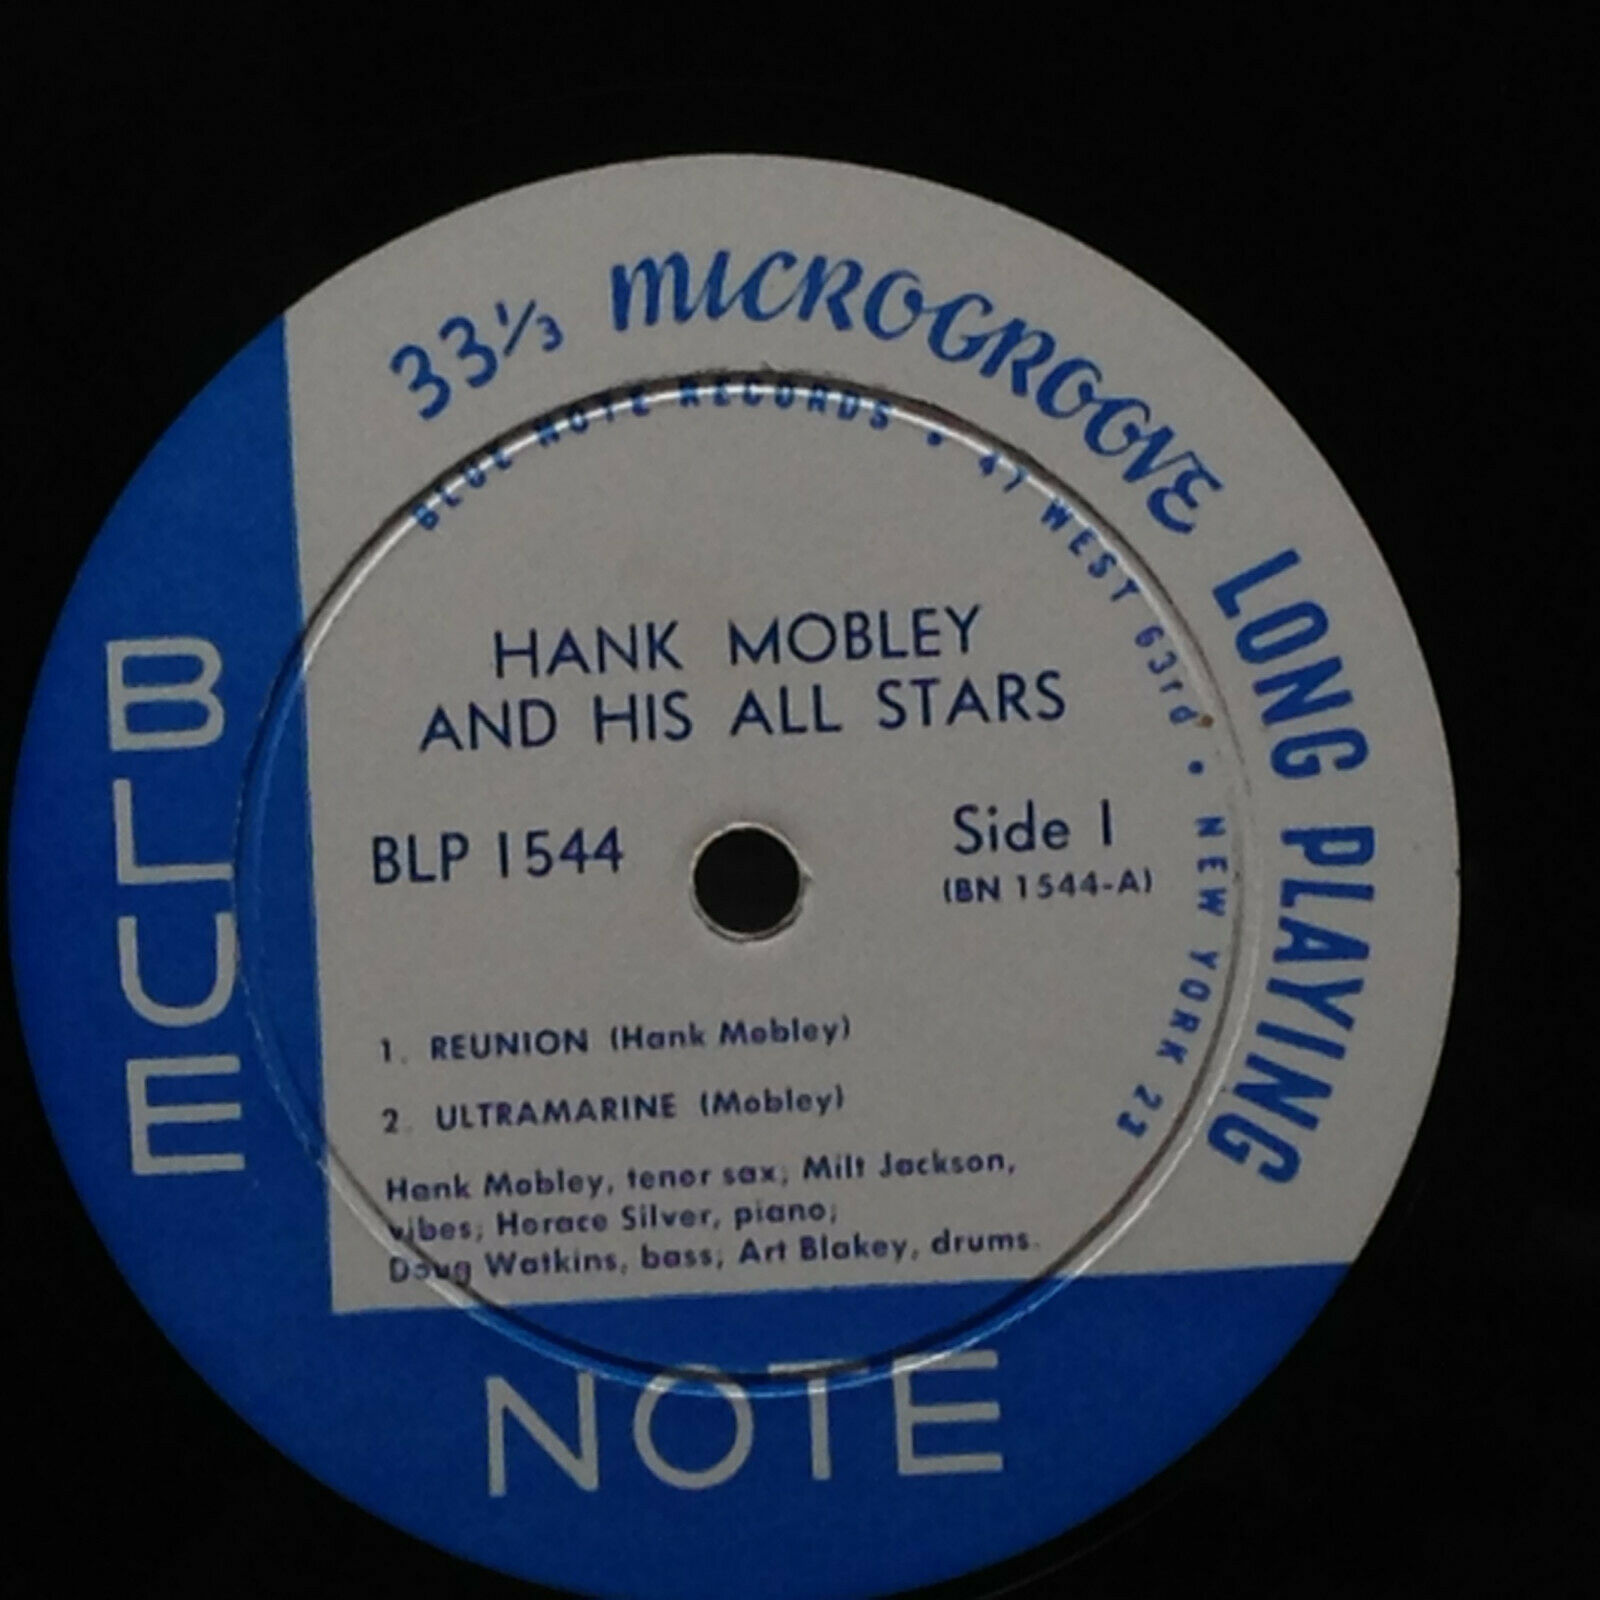 33⅓ MICROGROOVE LONG PLAYING
BLUE NOTE RECORDS • 47 WEST 63rd • NEW YORK 23
HANK MOBLEY
AND HIS ALL STARS
BLP 1544
Side 1
(BN 1544-A)
1. REUNION (Hank Mobley)
2. ULTRAMARINE (Mobley)
Hank Mobley, tenor sax; Milt Jackson,
vibes; Horace Silver, piano;
Doug Watkins, bass; Art Blakey, drums.
BLUE
NOTE